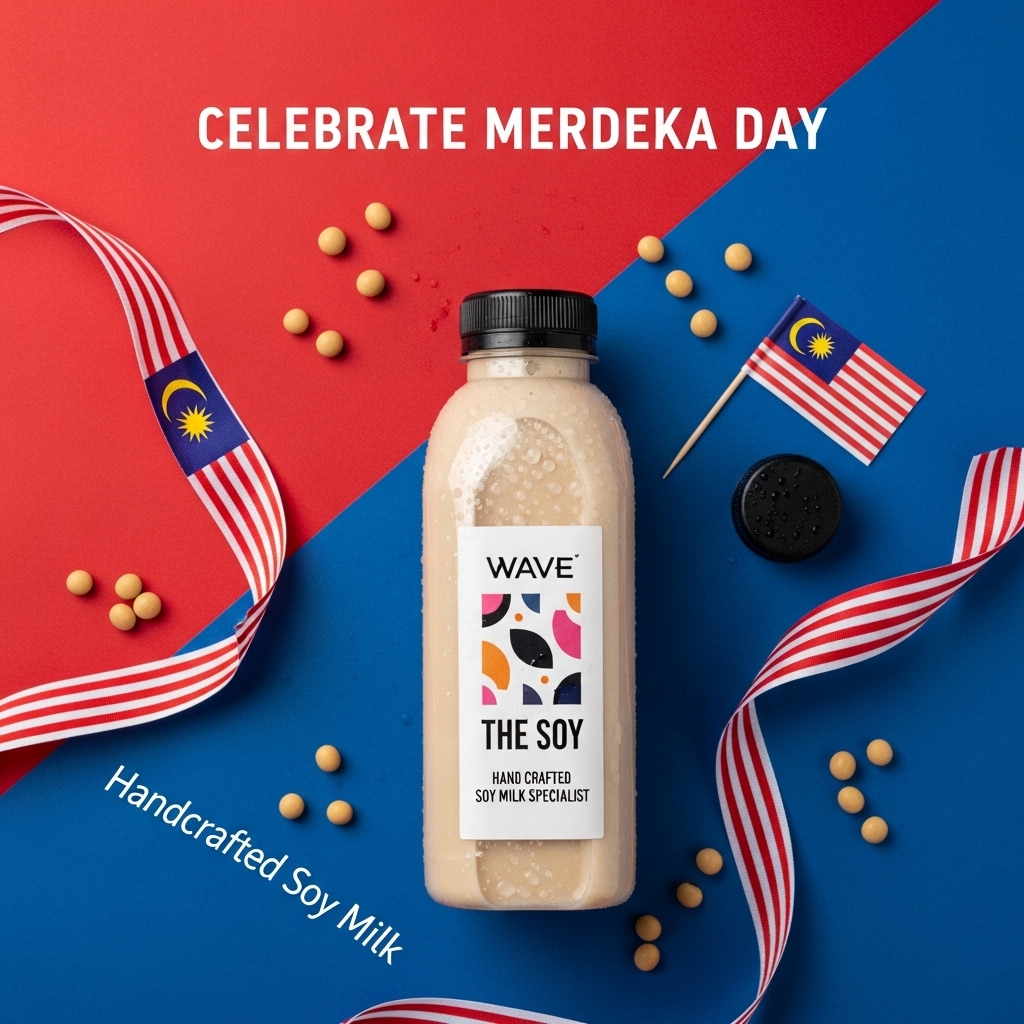 CELEBRATE MERDEKA DAY
WAVE
THE SOY
HAND CRAFTED
SOY MILK SPECIALIST
Handcrafted Soy Milk